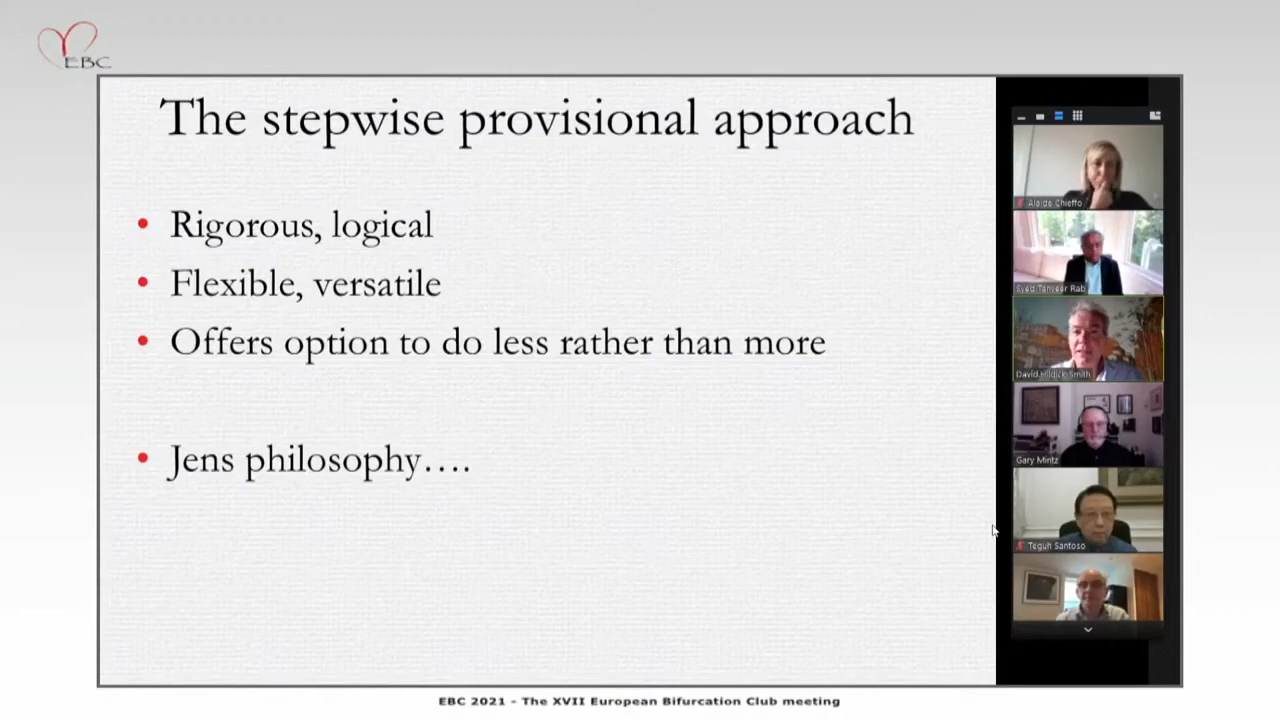 EBC
The stepwise provisional approach
• Rigorous, logical
• Flexible, versatile
• Offers option to do less rather than more
• Jens philosophy….
Alaide Chieffo
Syed Tanveer Rab
David Hildick-Smith
Gary Mintz
Teguh Santoso
EBC 2021 - The XVII European Bifurcation Club meeting